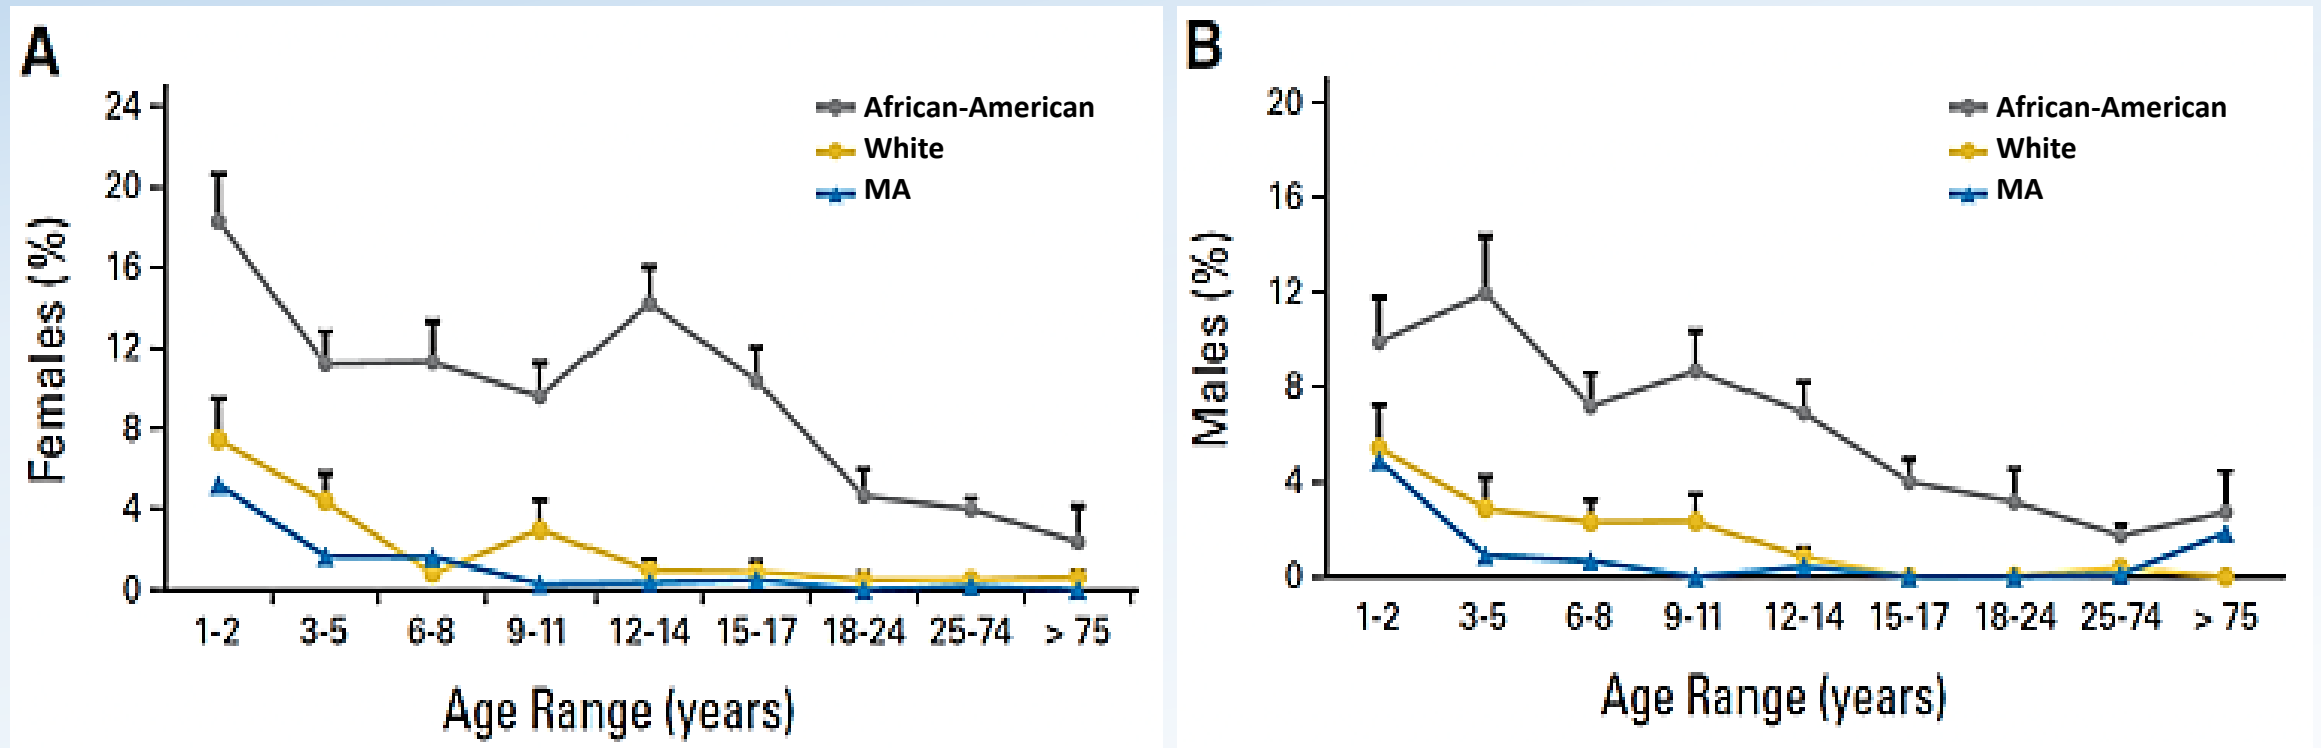 A
African-American
White
MA
Females (%)
24
20
16
12
8
4
0
1-2 3-5 6-8 9-11 12-14 15-17 18-24 25-74 > 75
Age Range (years)
B
African-American
White
MA
Males (%)
20
16
12
8
4
0
1-2 3-5 6-8 9-11 12-14 15-17 18-24 25-74 > 75
Age Range (years)